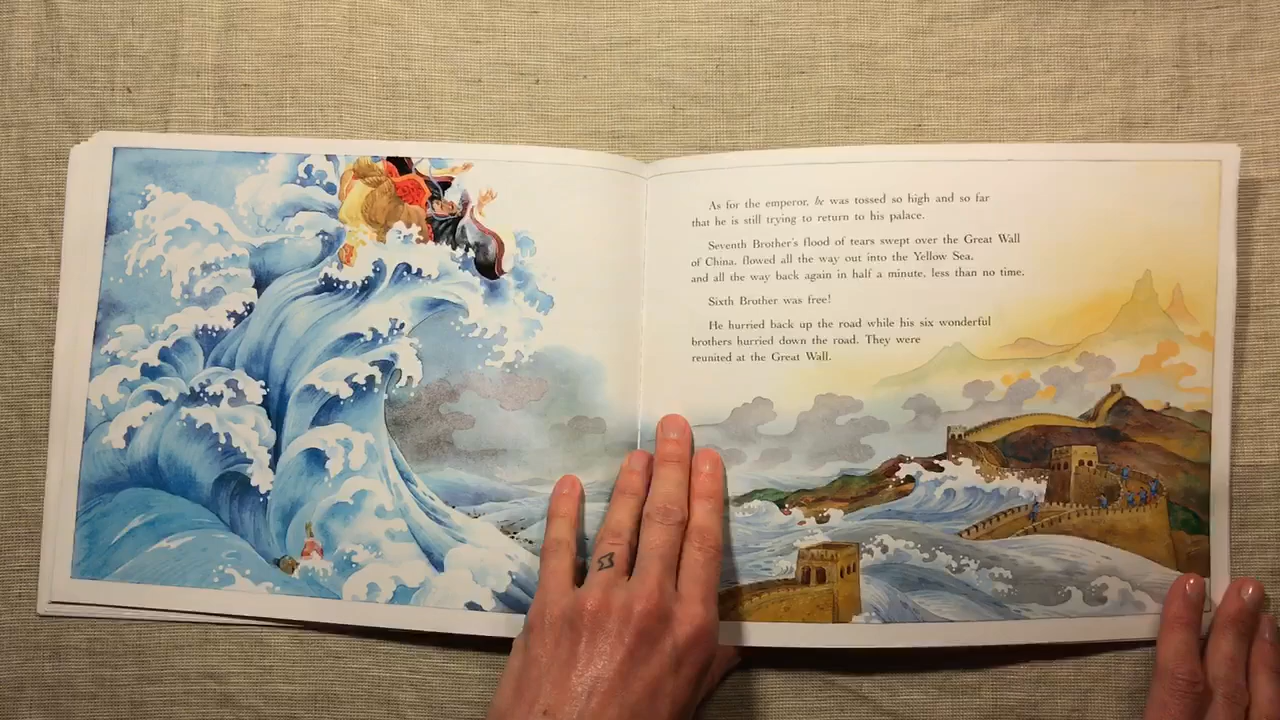 As for the emperor, he was tossed so high and so far
that he is still trying to return to his palace.
Seventh Brother's flood of tears swept over the Great Wall
of China, flowed all the way out into the Yellow Sea,
and all the way back again in half a minute, less than no time.
Sixth Brother was free!
He hurried back up the road while his six wonderful
brothers hurried down the road. They were
reunited at the Great Wall.